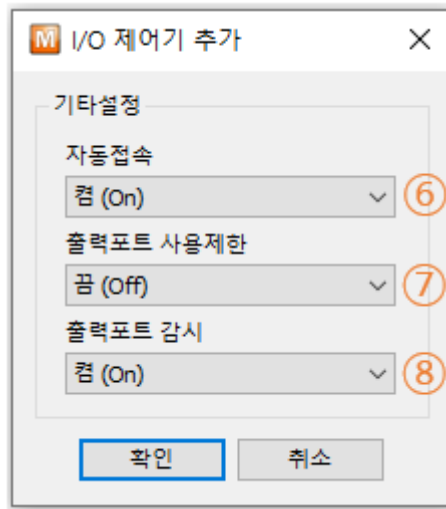 M I/O 제어기 추가
기타설정
자동접속
켬 (On) ⑥
출력포트 사용제한
끔 (Off) ⑦
출력포트 감시
켬 (On) ⑧
확인 취소